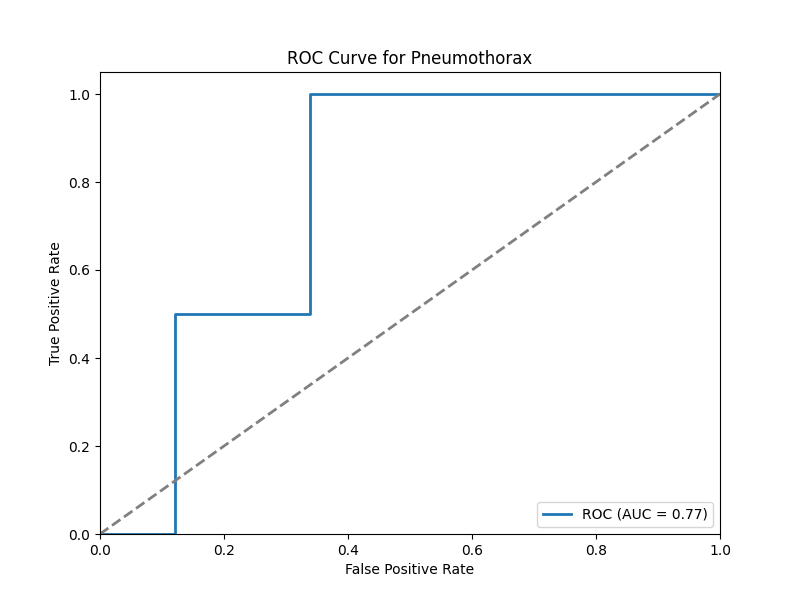 ROC Curve for Pneumothorax
True Positive Rate
1.0
0.8
0.6
0.4
0.2
0.0
0.0 0.2 0.4 0.6 0.8 1.0
False Positive Rate
ROC (AUC = 0.77)